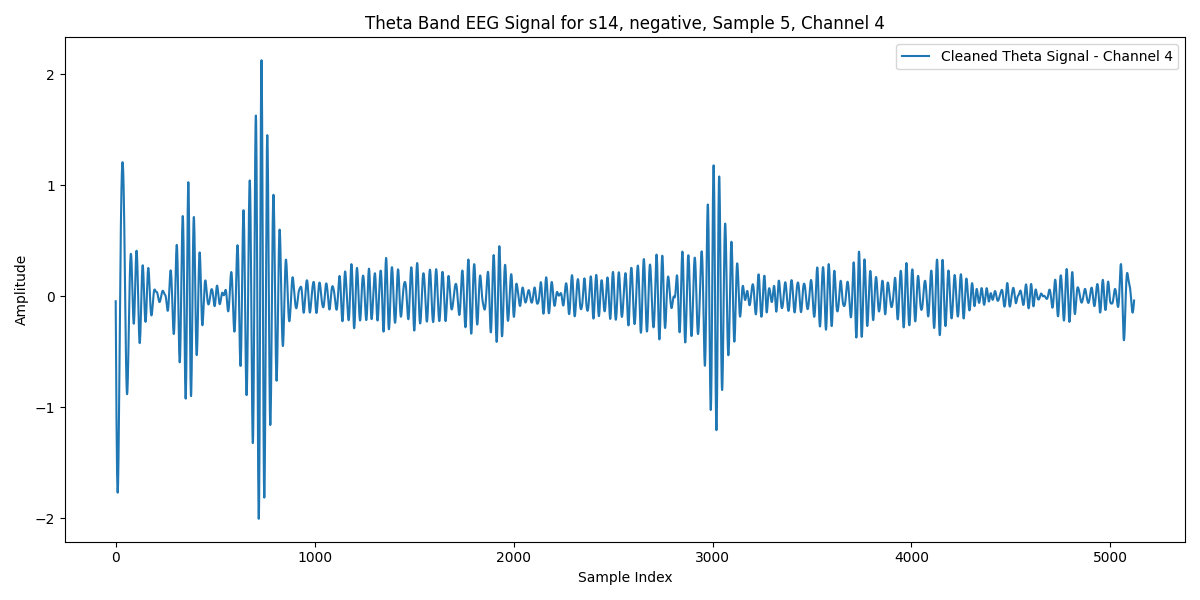 Theta Band EEG Signal for s14, negative, Sample 5, Channel 4
Cleaned Theta Signal - Channel 4
2
1
0
−1
−2
Amplitude
0 1000 2000 3000 4000 5000
Sample Index